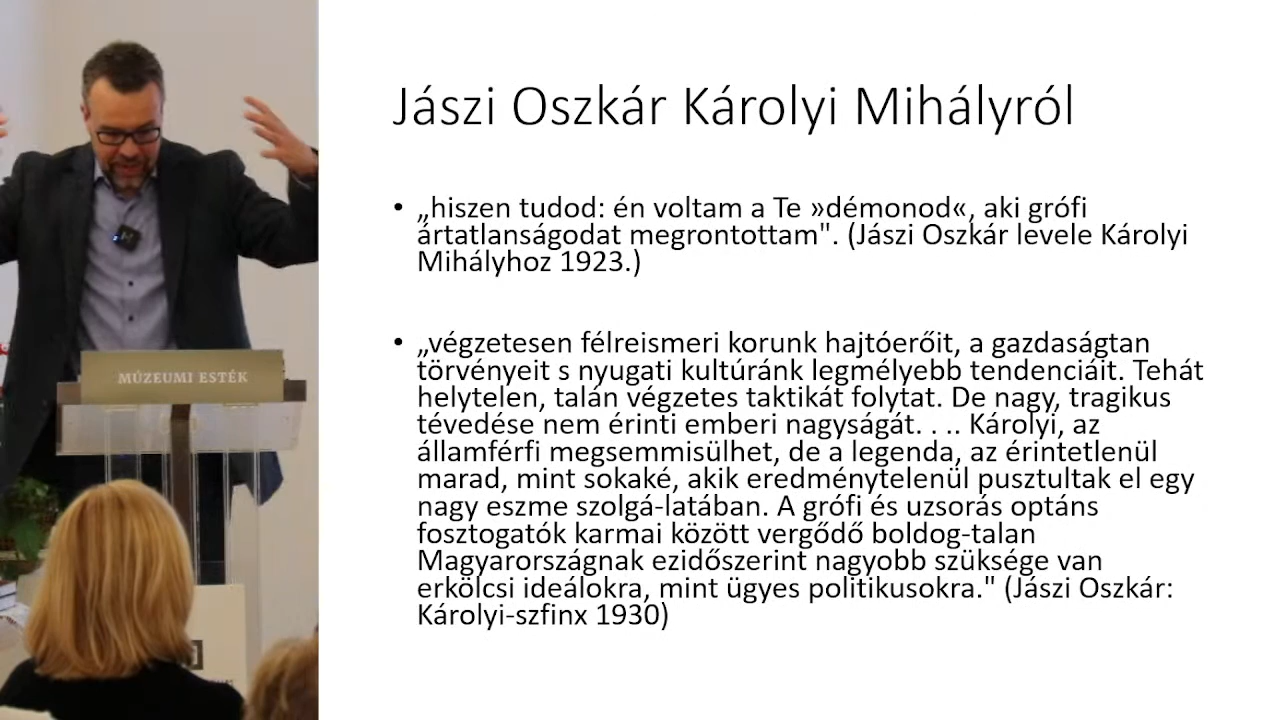 Jászi Oszkár Károlyi Mihályról
• „hiszen tudod: én voltam a Te »démonod«, aki grófi
ártatlanságodat megrontottam". (Jászi Oszkár levele Károlyi
Mihályhoz 1923.)
• „végzetesen félreismeri korunk hajtóerőit, a gazdaságtan
törvényeit s nyugati kultúránk legmélyebb tendenciáit. Tehát
helytelen, talán végzetes taktikát folytat. De nagy, tragikus
tévedése nem érinti emberi nagyságát. . .. Károlyi, az
államférfi megsemmisülhet, de a legenda, az érintetlenül
marad, mint sokaké, akik eredménytelenül pusztultak el egy
nagy eszme szolgá-latában. A grófi és uzsorás optáns
fosztogatók karmai között vergődő boldog-talan
Magyarországnak ezidőszerint nagyobb szüksége van
erkölcsi ideálokra, mint ügyes politikusokra." (Jászi Oszkár:
Károlyi-szfinx 1930)
MÚZEUMI ESTÉK